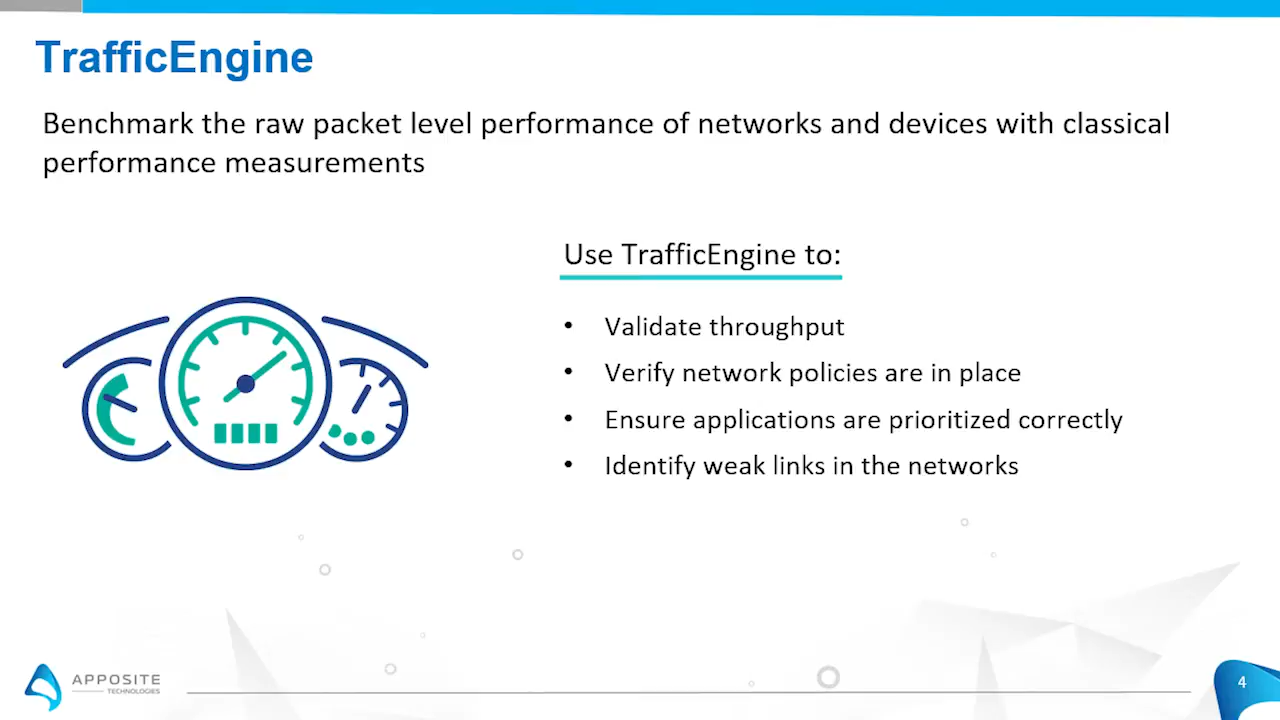 TrafficEngine
Benchmark the raw packet level performance of networks and devices with classical
performance measurements
Use TrafficEngine to:
• Validate throughput
• Verify network policies are in place
• Ensure applications are prioritized correctly
• Identify weak links in the networks
APPOSITE
TECHNOLOGIES
4